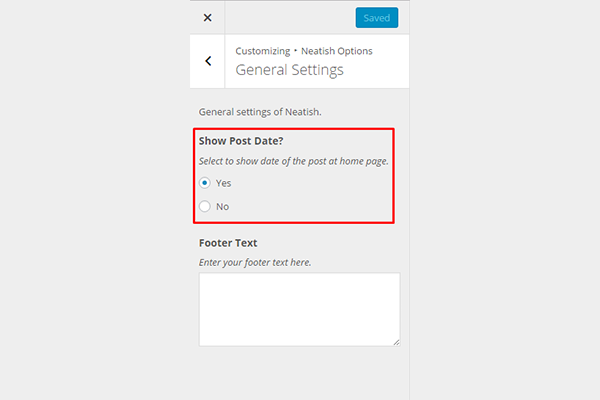 Saved
Customizing • Neatish Options
General Settings
General settings of Neatish.
Show Post Date?
Select to show date of the post at home page.
Yes
No
Footer Text
Enter your footer text here.